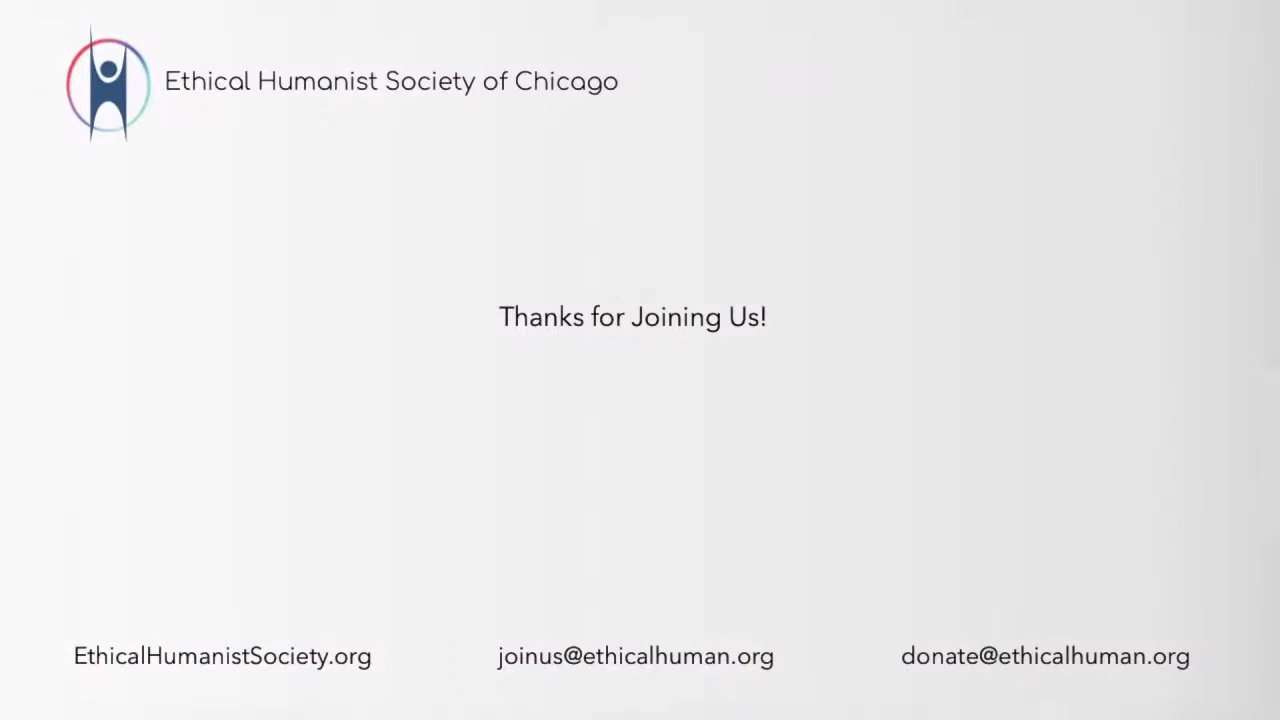 Ethical Humanist Society of Chicago
Thanks for Joining Us!
EthicalHumanistSociety.org
joinus@ethicalhuman.org
donate@ethicalhuman.org